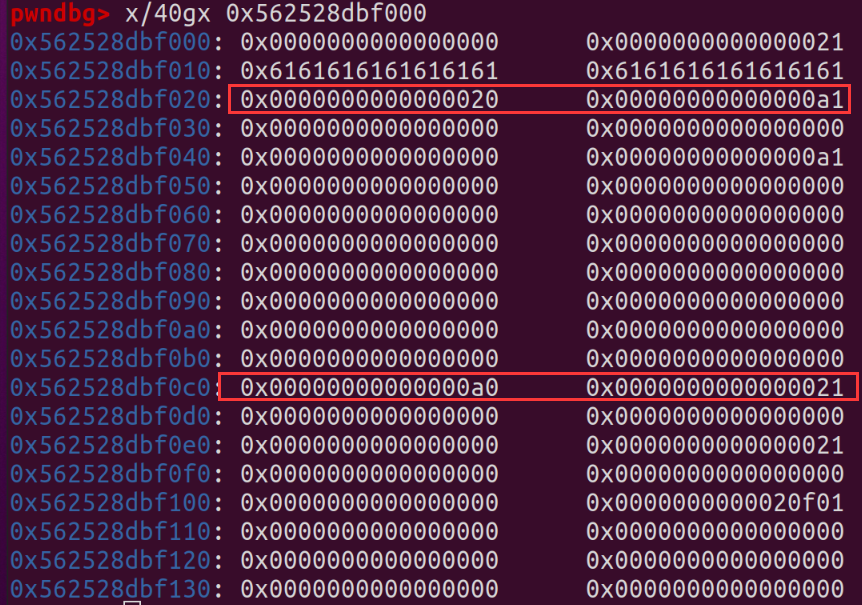 pwndbg> x/40gx 0x562528dbf000
0x562528dbf000: 0x0000000000000000 0x0000000000000021
0x562528dbf010: 0x6161616161616161 0x6161616161616161
0x562528dbf020: 0x0000000000000020 0x00000000000000a1
0x562528dbf030: 0x0000000000000000 0x0000000000000000
0x562528dbf040: 0x0000000000000000 0x00000000000000a1
0x562528dbf050: 0x0000000000000000 0x0000000000000000
0x562528dbf060: 0x0000000000000000 0x0000000000000000
0x562528dbf070: 0x0000000000000000 0x0000000000000000
0x562528dbf080: 0x0000000000000000 0x0000000000000000
0x562528dbf090: 0x0000000000000000 0x0000000000000000
0x562528dbf0a0: 0x0000000000000000 0x0000000000000000
0x562528dbf0b0: 0x0000000000000000 0x0000000000000000
0x562528dbf0c0: 0x00000000000000a0 0x0000000000000021
0x562528dbf0d0: 0x0000000000000000 0x0000000000000000
0x562528dbf0e0: 0x0000000000000000 0x0000000000000021
0x562528dbf0f0: 0x0000000000000000 0x0000000000000000
0x562528dbf100: 0x0000000000000000 0x0000000000020f01
0x562528dbf110: 0x0000000000000000 0x0000000000000000
0x562528dbf120: 0x0000000000000000 0x0000000000000000
0x562528dbf130: 0x0000000000000000 0x0000000000000000